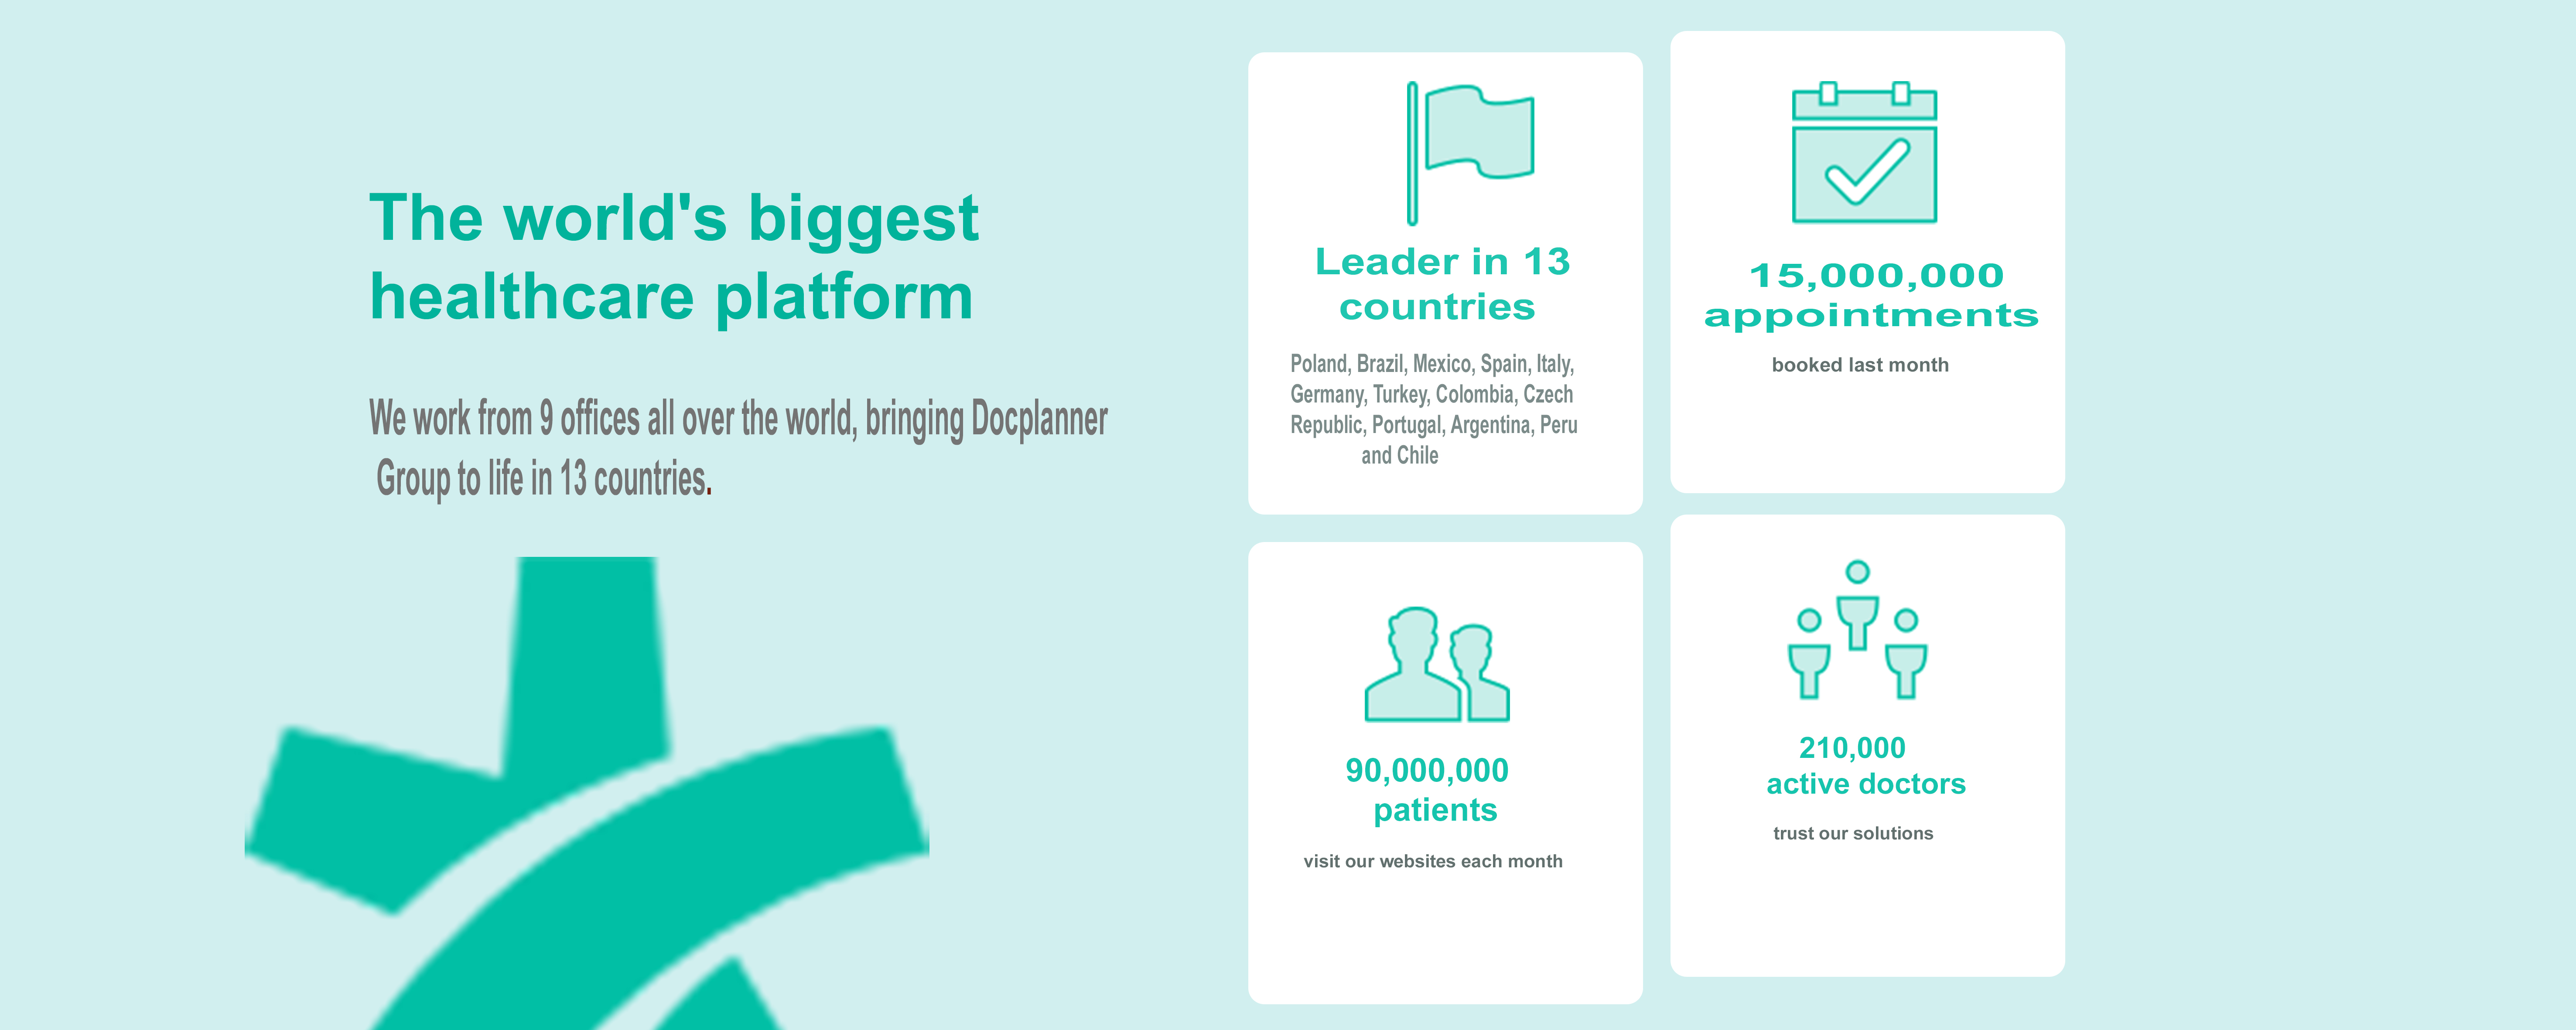 The world's biggest
healthcare platform
We work from 9 offices all over the world, bringing Docplanner
Group to life in 13 countries.
Leader in 13
countries
Poland, Brazil, Mexico, Spain, Italy,
Germany, Turkey, Colombia, Czech
Republic, Portugal, Argentina, Peru
and Chile
15,000,000
appointments
booked last month
90,000,000
patients
visit our websites each month
210,000
active doctors
trust our solutions